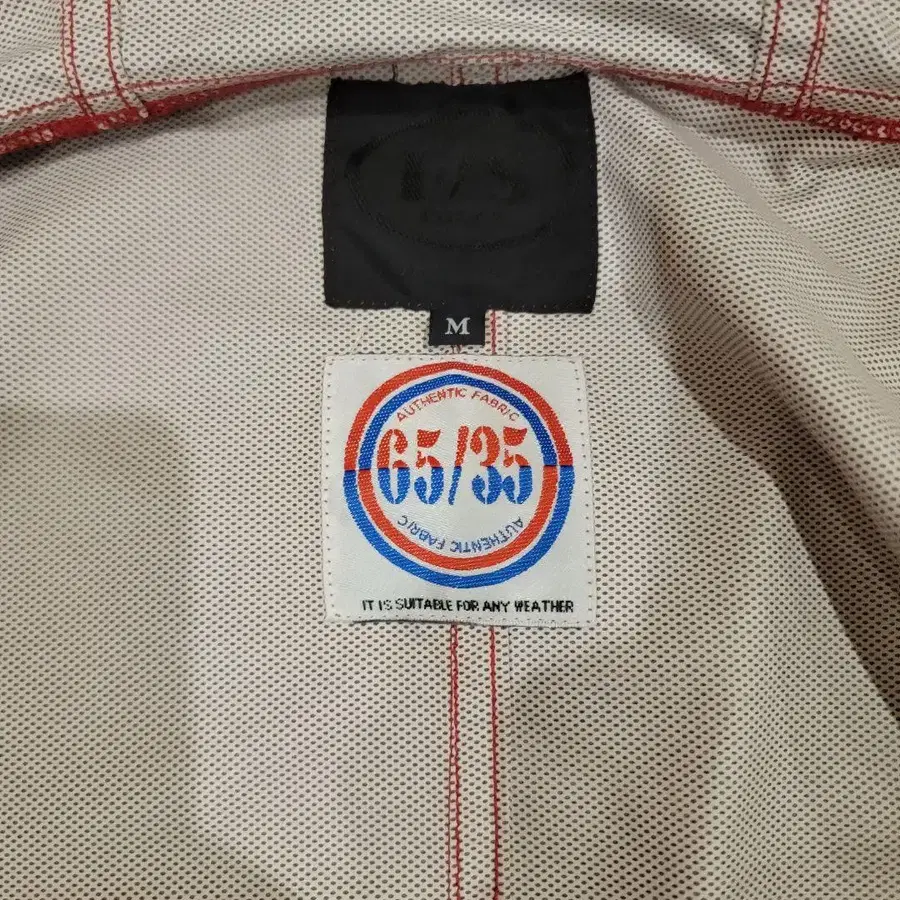 M
AUTHENTIC FABRIC
65/35
AUTHENTIC FABRIC
IT IS SUITABLE FOR ANY WEATHER